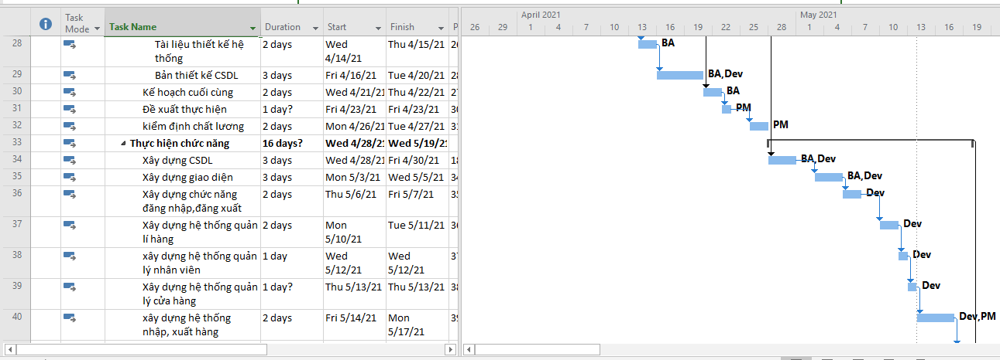 April 2021 May 2021
Task Mode Task Name Duration Start Finish P 26 29 1 4 7 10 13 16 19 22 25 28 1 4 7 10 13 16 19
28 Tài liệu thiết kế hệ thống 2 days Wed 4/14/21 Thu 4/15/21 26 BA
29 Bản thiết kế CSDL 3 days Fri 4/16/21 Tue 4/20/21 28 BA,Dev
30 Kế hoạch cuối cùng 2 days Wed 4/21/21 Thu 4/22/21 27 BA
31 Đề xuất thực hiện 1 day? Fri 4/23/21 Fri 4/23/21 30 PM
32 kiểm định chất lương 2 days Mon 4/26/21 Tue 4/27/21 31 PM
33 Thực hiện chức năng 16 days? Wed 4/28/21 Wed 5/19/21
34 Xây dựng CSDL 3 days Wed 4/28/21 Fri 4/30/21 18 BA,Dev
35 Xây dựng giao diện 3 days Mon 5/3/21 Wed 5/5/21 34 BA,Dev
36 Xây dựng chức năng đăng nhập,đăng xuất 2 days Thu 5/6/21 Fri 5/7/21 35 Dev
37 Xây dựng hệ thống quản lí hàng 2 days Mon 5/10/21 Tue 5/11/21 36 Dev
38 xây dựng hệ thống quản lý nhân viên 1 day Wed 5/12/21 Wed 5/12/21 37 Dev
39 Xây dựng hệ thống quản lý cửa hàng 1 day? Thu 5/13/21 Thu 5/13/21 38 Dev
40 xây dựng hệ thống nhập, xuất hàng 2 days Fri 5/14/21 Mon 5/17/21 39 Dev,PM